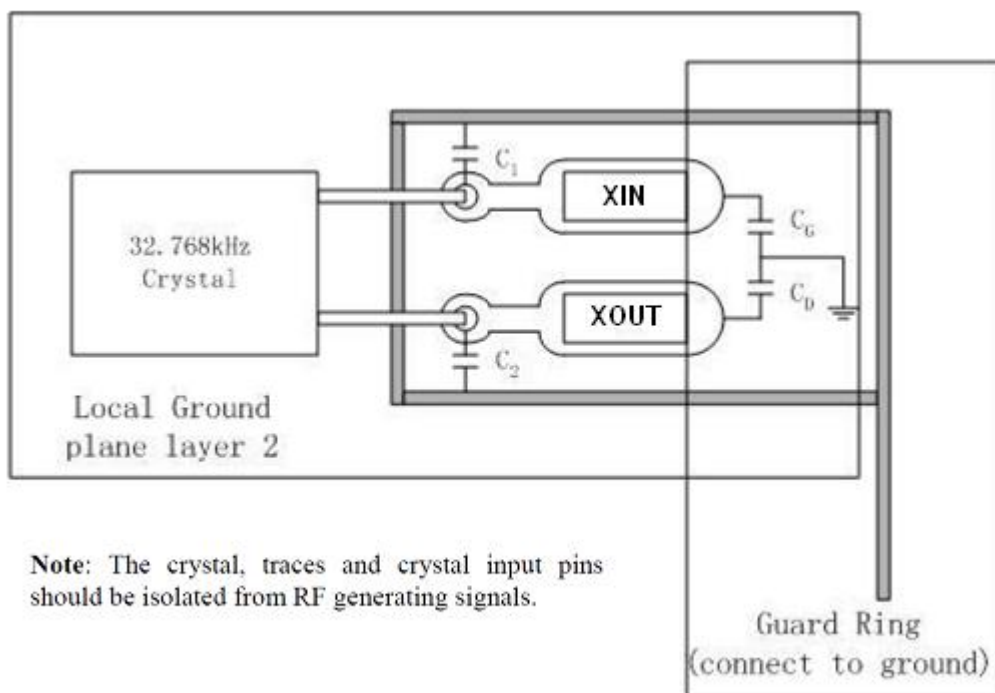 C1
XIN
CG
32.768kHz
Crystal
XOUT
CD
C2
Local Ground
plane layer 2
Note: The crystal, traces and crystal input pins
should be isolated from RF generating signals.
Guard Ring
(connect to ground)